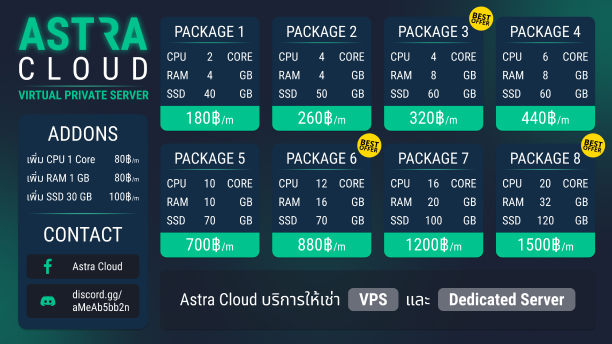 ASTRA
CLOUD
VIRTUAL PRIVATE SERVER
ADDONS
เพิ่ม CPU 1 Core 80฿/m
เพิ่ม RAM 1 GB 80฿/m
เพิ่ม SSD 30 GB 100฿/m
CONTACT
Astra Cloud
discord.gg/
aMeAb5bb2n
PACKAGE 1
CPU 2 CORE
RAM 4 GB
SSD 40 GB
180฿/m
PACKAGE 2
CPU 4 CORE
RAM 4 GB
SSD 50 GB
260฿/m
BEST
OFFER
PACKAGE 3
CPU 4 CORE
RAM 8 GB
SSD 60 GB
320฿/m
PACKAGE 4
CPU 6 CORE
RAM 8 GB
SSD 60 GB
440฿/m
PACKAGE 5
CPU 10 CORE
RAM 10 GB
SSD 70 GB
700฿/m
BEST
OFFER
PACKAGE 6
CPU 12 CORE
RAM 16 GB
SSD 70 GB
880฿/m
PACKAGE 7
CPU 16 CORE
RAM 20 GB
SSD 100 GB
1200฿/m
BEST
OFFER
PACKAGE 8
CPU 20 CORE
RAM 32 GB
SSD 120 GB
1500฿/m
Astra Cloud บริการให้เช่า VPS และ Dedicated Server